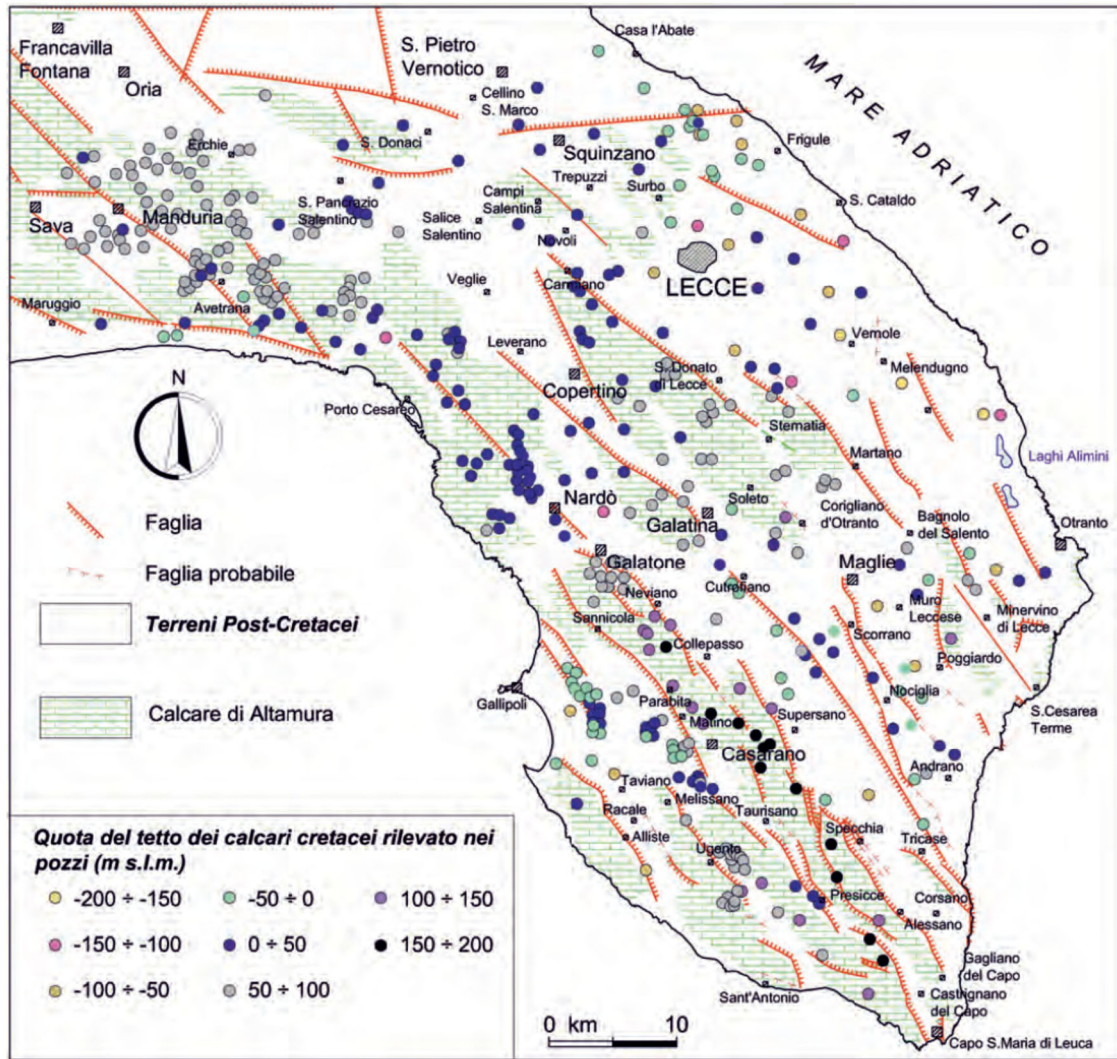 Casa l'Abate
Francavilla
Fontana
Oria
S. Pietro
Vernotico
Cellino
S. Marco
MARE ADRIATICO
Erchie
S. Donaci
Squinzano
Trepuzzi
Frigule
Sava
Manduria
S. Pancrazio
Salentino
Campi
Salentina
Surbo
S. Cataldo
Salice
Salentino
Novoli
LECCE
Maruggio
Avetrana
Veglie
Carmiano
Vernole
Melendugno
Leverano
Copertino
S. Donato
di Lecce
N
Porto Cesareo
Sternatia
Martano
Laghi Alimini
Faglia
Nardò
Galatina
Soleto
Corigliano
d'Otranto
Bagnolo
del Salento
Otranto
Faglia probabile
Galatone
Neviano
Cutrofiano
Maglie
Muro
Leccese
Minervino
di Lecce
Terreni Post-Cretacei
Sannicola
Collepasso
Scorrano
Poggiardo
Calcare di Altamura
Gallipoli
Parabita
Matino
Supersano
Nociglia
S.Cesarea
Terme
Casarano
Andrano
Taviano
Melissano
Racale
Alliste
Taurisano
Specchia
Tricase
Ugento
Presicce
Corsano
Alessano
Gagliano
del Capo
Sant'Antonio
Castrignano
del Capo
Capo S.Maria di Leuca
Quota del tetto dei calcari cretacei rilevato nei
pozzi (m s.l.m.)
-200 ÷ -150
-50 ÷ 0
100 ÷ 150
-150 ÷ -100
0 ÷ 50
150 ÷ 200
-100 ÷ -50
50 ÷ 100
0 km 10